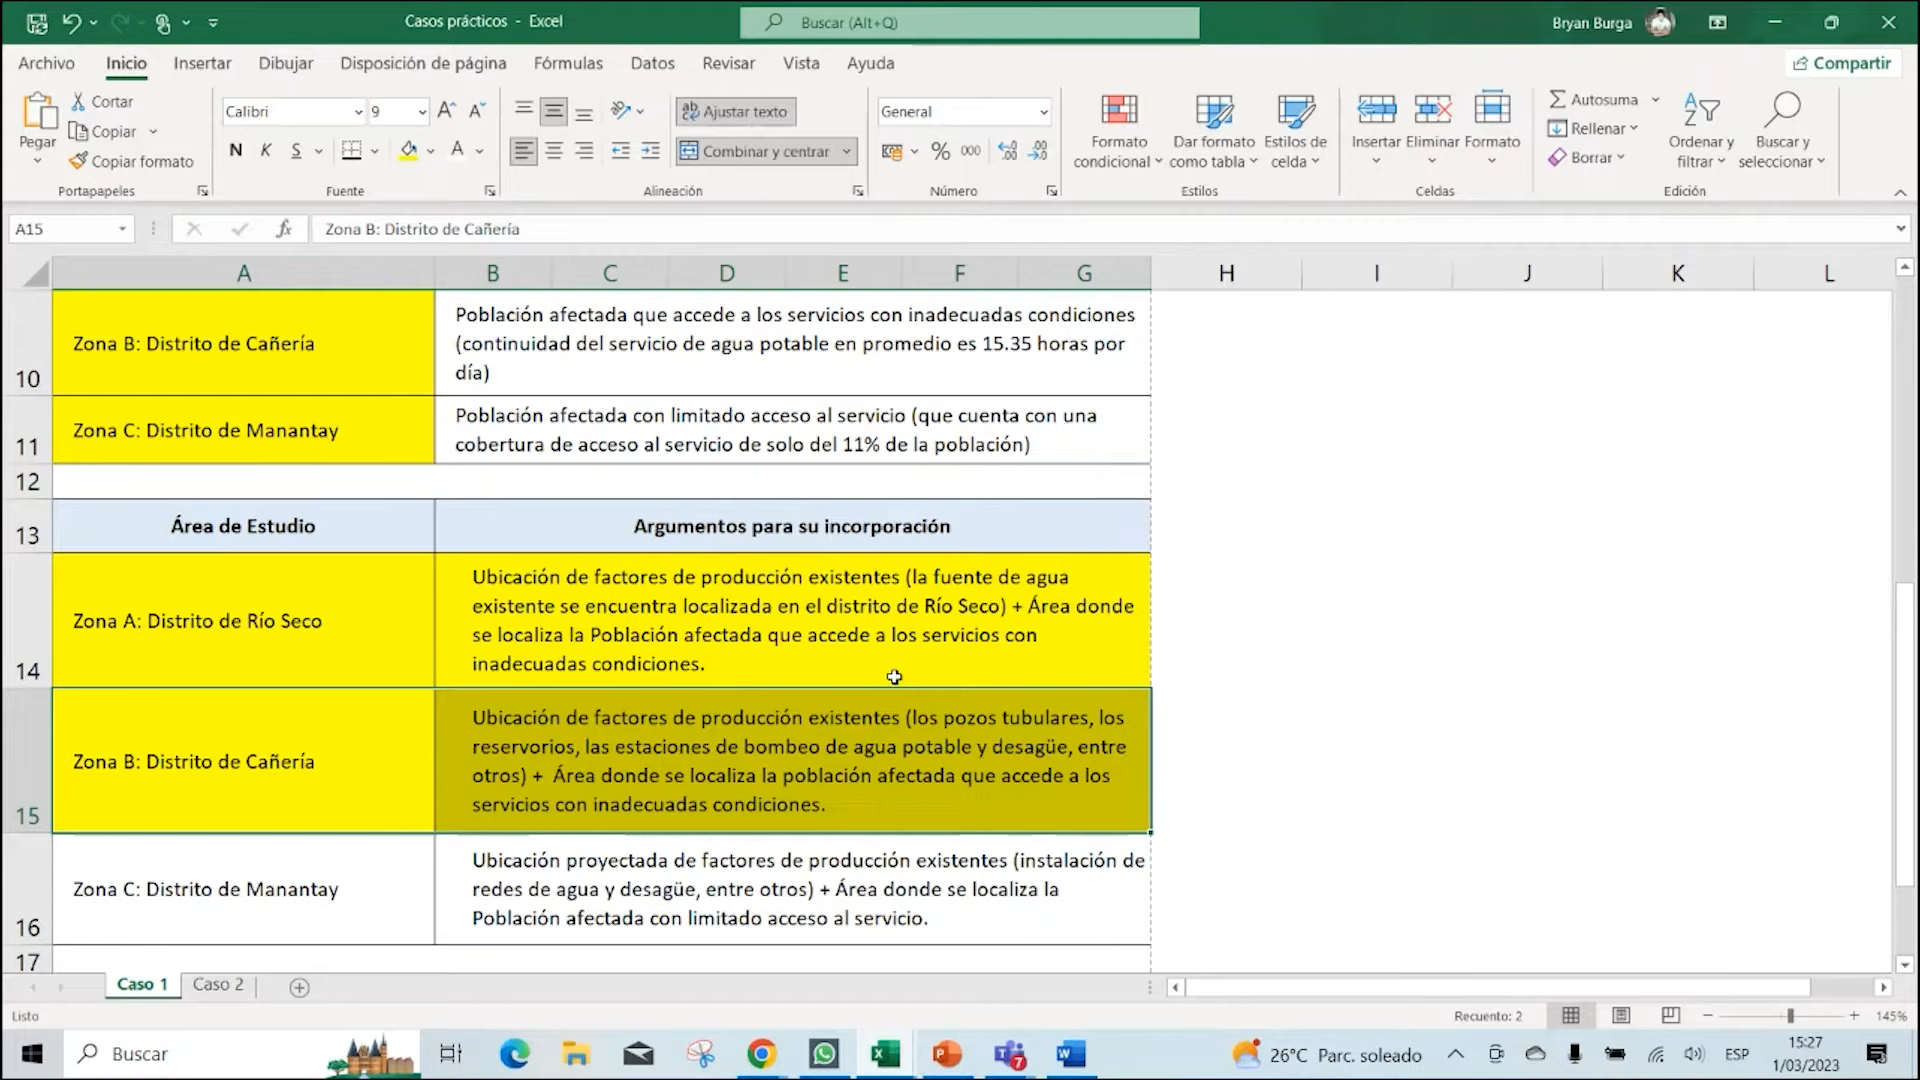 Casos prácticos - Excel
Buscar (Alt+Q)
Bryan Burga
Archivo Inicio Insertar Dibujar Disposición de página Fórmulas Datos Revisar Vista Ayuda
Compartir
Pegar
Cortar
Copiar
Copiar formato
Portapapeles
Calibri 9
N K S
Fuente
Ajustar texto
Combinar y centrar
Alineación
General
% 000
Número
Formato condicional
Dar formato como tabla
Estilos de celda
Estilos
Insertar Eliminar Formato
Celdas
Autosuma
Rellenar
Borrar
Ordenar y filtrar
Buscar y seleccionar
Edición
A15
fx
Zona B: Distrito de Cañería
A B C D E F G H I J K L
10
Zona B: Distrito de Cañería
Población afectada que accede a los servicios con inadecuadas condiciones
(continuidad del servicio de agua potable en promedio es 15.35 horas por
día)
11
Zona C: Distrito de Manantay
Población afectada con limitado acceso al servicio (que cuenta con una
cobertura de acceso al servicio de solo del 11% de la población)
12
13
Área de Estudio
Argumentos para su incorporación
14
Zona A: Distrito de Río Seco
Ubicación de factores de producción existentes (la fuente de agua
existente se encuentra localizada en el distrito de Río Seco) + Área donde
se localiza la Población afectada que accede a los servicios con
inadecuadas condiciones.
15
Zona B: Distrito de Cañería
Ubicación de factores de producción existentes (los pozos tubulares, los
reservorios, las estaciones de bombeo de agua potable y desagüe, entre
otros) + Área donde se localiza la población afectada que accede a los
servicios con inadecuadas condiciones.
16
Zona C: Distrito de Manantay
Ubicación proyectada de factores de producción existentes (instalación de
redes de agua y desagüe, entre otros) + Área donde se localiza la
Población afectada con limitado acceso al servicio.
17
Caso 1 Caso 2
Listo
Recuento: 2
145%
Buscar
7
26°C Parc. soleado
ESP
15:27
1/03/2023